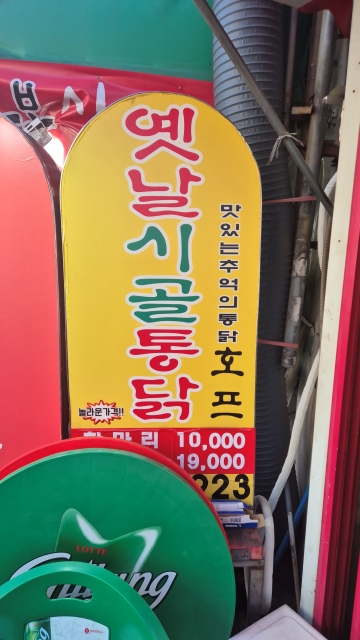 옛날시골통닭
맛있는추억의통닭
호프
놀라운가격!!
한마리 10,000
19,000
223
LOTTE